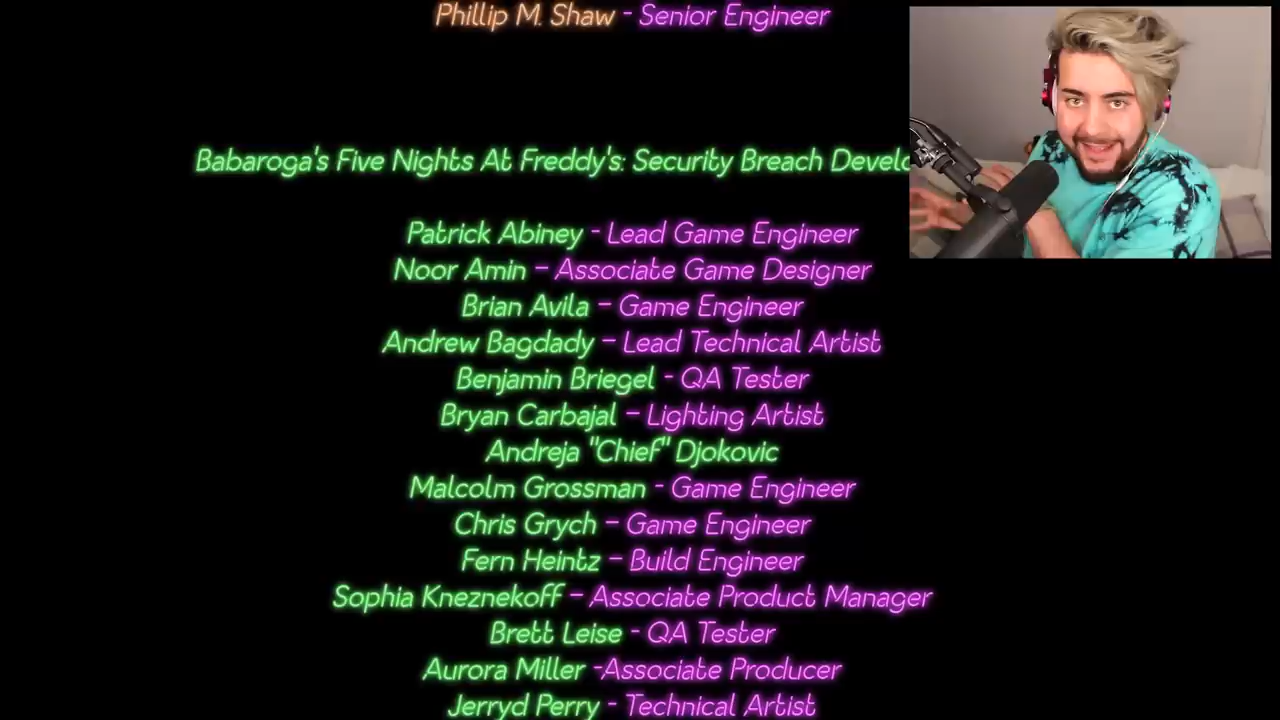 Phillip M. Shaw - Senior Engineer
Babaroga's Five Nights At Freddy's: Security Breach
Patrick Abiney - Lead Game Engineer
Noor Amin – Associate Game Designer
Brian Avila – Game Engineer
Andrew Bagdady – Lead Technical Artist
Benjamin Briegel - QA Tester
Bryan Carbajal – Lighting Artist
Andreja "Chief" Djokovic
Malcolm Grossman - Game Engineer
Chris Grych – Game Engineer
Fern Heintz – Build Engineer
Sophia Kneznekoff – Associate Product Manager
Brett Leise - QA Tester
Aurora Miller -Associate Producer
Jerryd Perry - Technical Artist